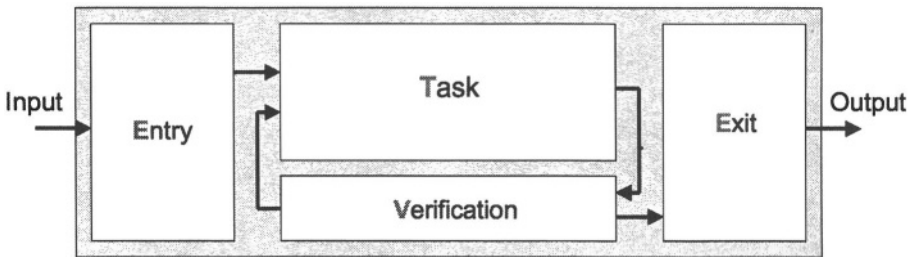 Input
Entry
Task
Verification
Exit
Output